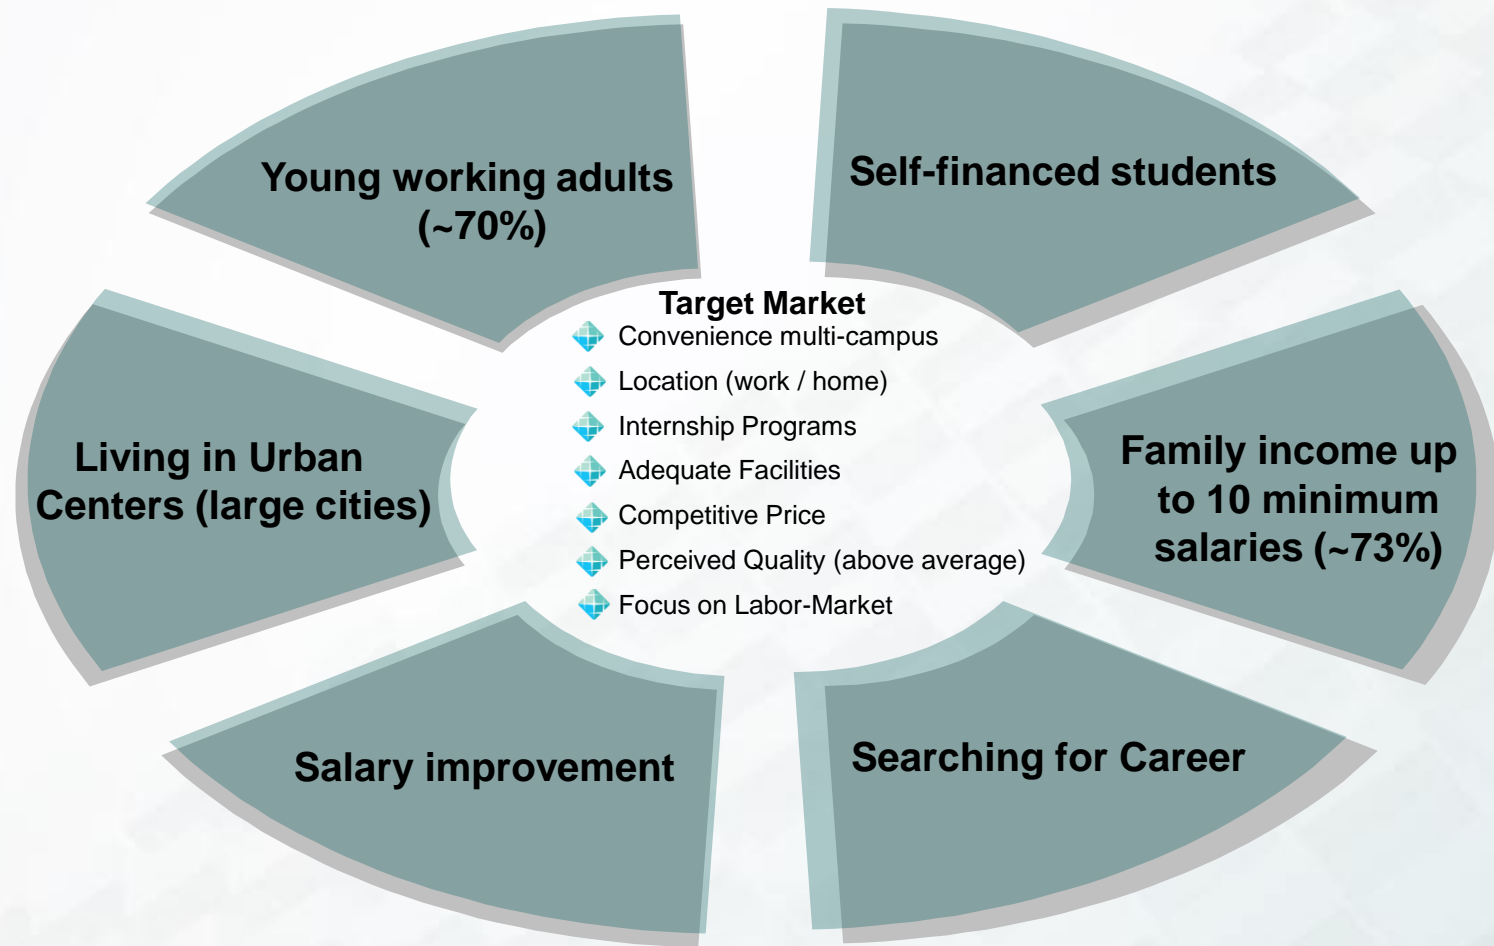 Young working adults
(~70%)
Self-financed students
Target Market
Convenience multi-campus
Location (work / home)
Internship Programs
Adequate Facilities
Competitive Price
Perceived Quality (above average)
Focus on Labor-Market
Living in Urban
Centers (large cities)
Family income up
to 10 minimum
salaries (~73%)
Salary improvement
Searching for Career